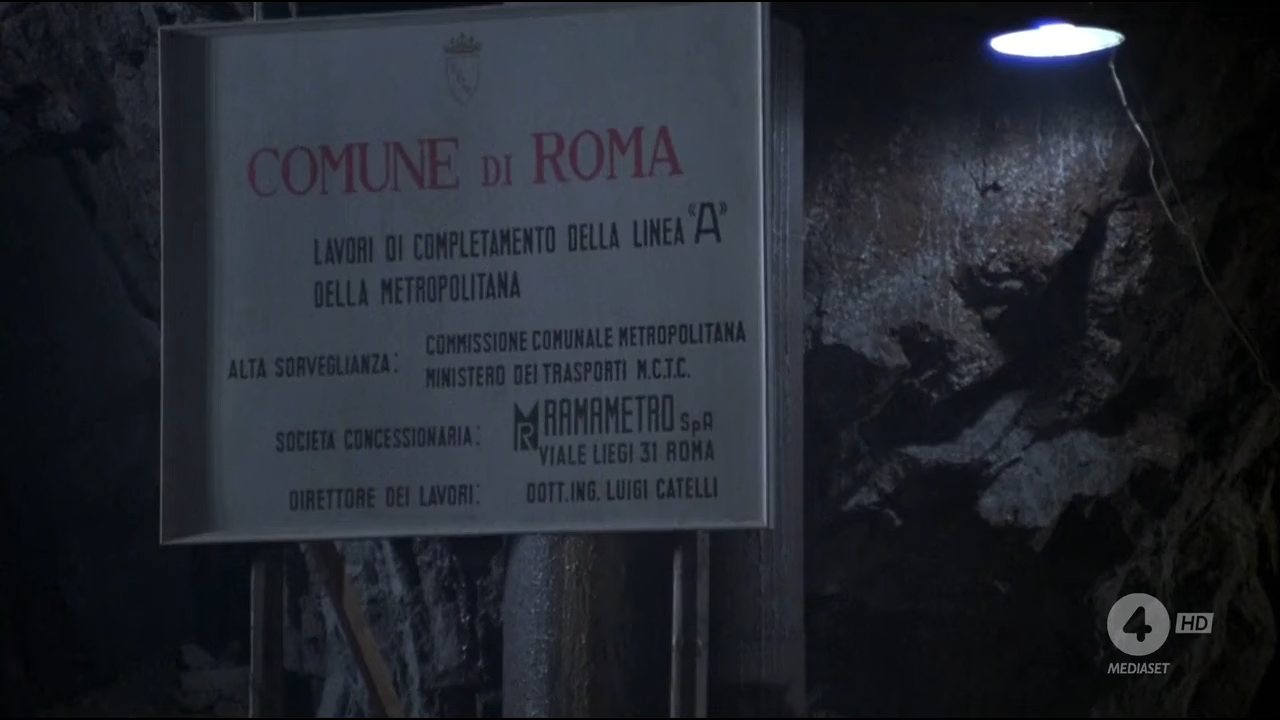 COMUNE DI ROMA
LAVORI DI COMPLETAMENTO DELLA LINEA "A"
DELLA METROPOLITANA
ALTA SORVEGLIANZA:
COMMISSIONE COMUNALE METROPOLITANA
MINISTERO DEI TRASPORTI M.C.T.C.
SOCIETA CONCESSIONARIA:
MR RAMAMETRO SpA
VIALE LIEGI 31 ROMA
DIRETTORE DEI LAVORI:
DOTT.ING. LUIGI CATELLI
4 HD
MEDIASET